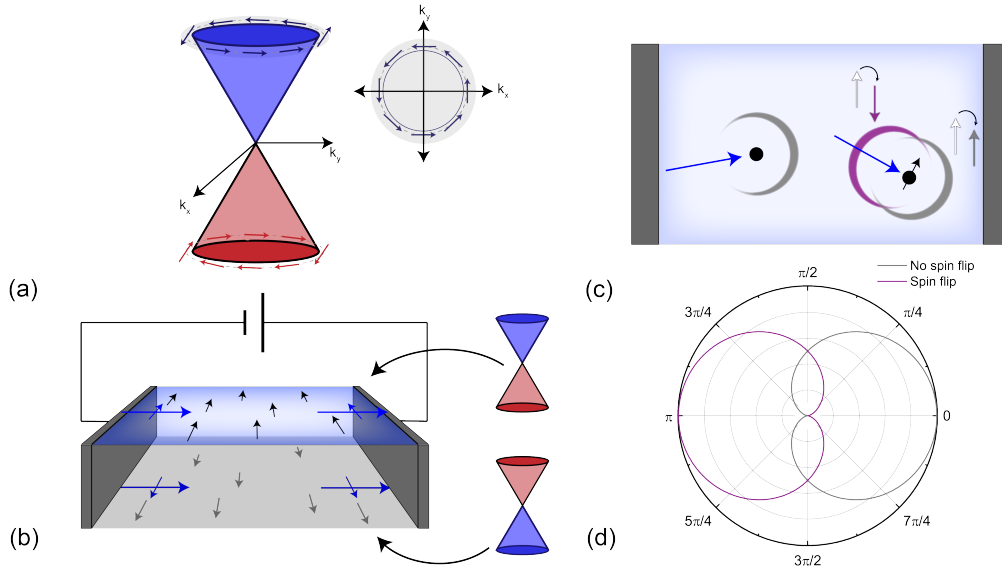 k_y
k_x
k_y
k_x
(a)
(b)
(c)
No spin flip
Spin flip
π/2
3π/4
π/4
π
0
5π/4
7π/4
3π/2
(d)